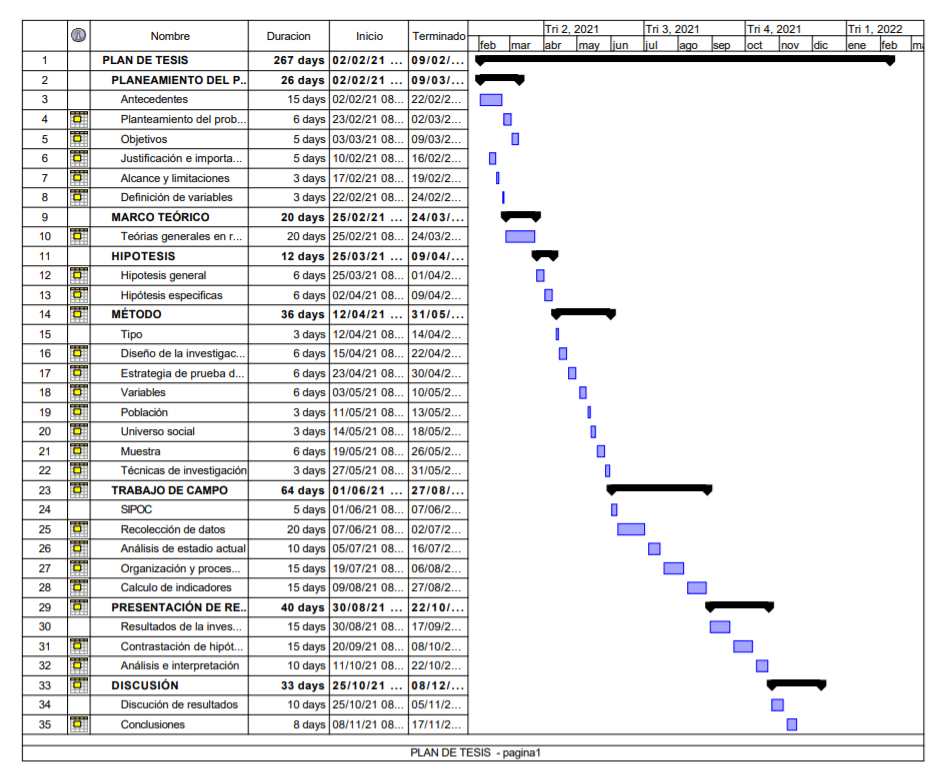 Nombre Duracion Inicio Terminado
Tri 2, 2021 Tri 3, 2021 Tri 4, 2021 Tri 1, 2022
feb mar abr may jun jul ago sep oct nov dic ene feb m
1 PLAN DE TESIS 267 days 02/02/21 ... 09/02/...
2 PLANEAMIENTO DEL P.. 26 days 02/02/21 ... 09/03/...
3 Antecedentes 15 days 02/02/21 08... 22/02/2...
4 Planteamiento del prob... 6 days 23/02/21 08... 02/03/2...
5 Objetivos 5 days 03/03/21 08... 09/03/2...
6 Justificación e importa... 5 days 10/02/21 08... 16/02/2...
7 Alcance y limitaciones 3 days 17/02/21 08... 19/02/2...
8 Definición de variables 3 days 22/02/21 08... 24/02/2...
9 MARCO TEÓRICO 20 days 25/02/21 ... 24/03/...
10 Teórias generales en r... 20 days 25/02/21 08... 24/03/2...
11 HIPOTESIS 12 days 25/03/21 ... 09/04/...
12 Hipotesis general 6 days 25/03/21 08... 01/04/2...
13 Hipótesis especificas 6 days 02/04/21 08... 09/04/2...
14 MÉTODO 36 days 12/04/21 ... 31/05/...
15 Tipo 3 days 12/04/21 08... 14/04/2...
16 Diseño de la investigac... 6 days 15/04/21 08... 22/04/2...
17 Estrategia de prueba d... 6 days 23/04/21 08... 30/04/2...
18 Variables 6 days 03/05/21 08... 10/05/2...
19 Población 3 days 11/05/21 08... 13/05/2...
20 Universo social 3 days 14/05/21 08... 18/05/2...
21 Muestra 6 days 19/05/21 08... 26/05/2...
22 Técnicas de investigación 3 days 27/05/21 08... 31/05/2...
23 TRABAJO DE CAMPO 64 days 01/06/21 ... 27/08/...
24 SIPOC 5 days 01/06/21 08... 07/06/2...
25 Recolección de datos 20 days 07/06/21 08... 02/07/2...
26 Análisis de estadio actual 10 days 05/07/21 08... 16/07/2...
27 Organización y proces... 15 days 19/07/21 08... 06/08/2...
28 Calculo de indicadores 15 days 09/08/21 08... 27/08/2...
29 PRESENTACIÓN DE RE.. 40 days 30/08/21 ... 22/10/...
30 Resultados de la inves... 15 days 30/08/21 08... 17/09/2...
31 Contrastación de hipót... 15 days 20/09/21 08... 08/10/2...
32 Análisis e interpretación 10 days 11/10/21 08... 22/10/2...
33 DISCUSIÓN 33 days 25/10/21 ... 08/12/...
34 Discución de resultados 10 days 25/10/21 08... 05/11/2...
35 Conclusiones 8 days 08/11/21 08... 17/11/2...
PLAN DE TESIS - pagina1